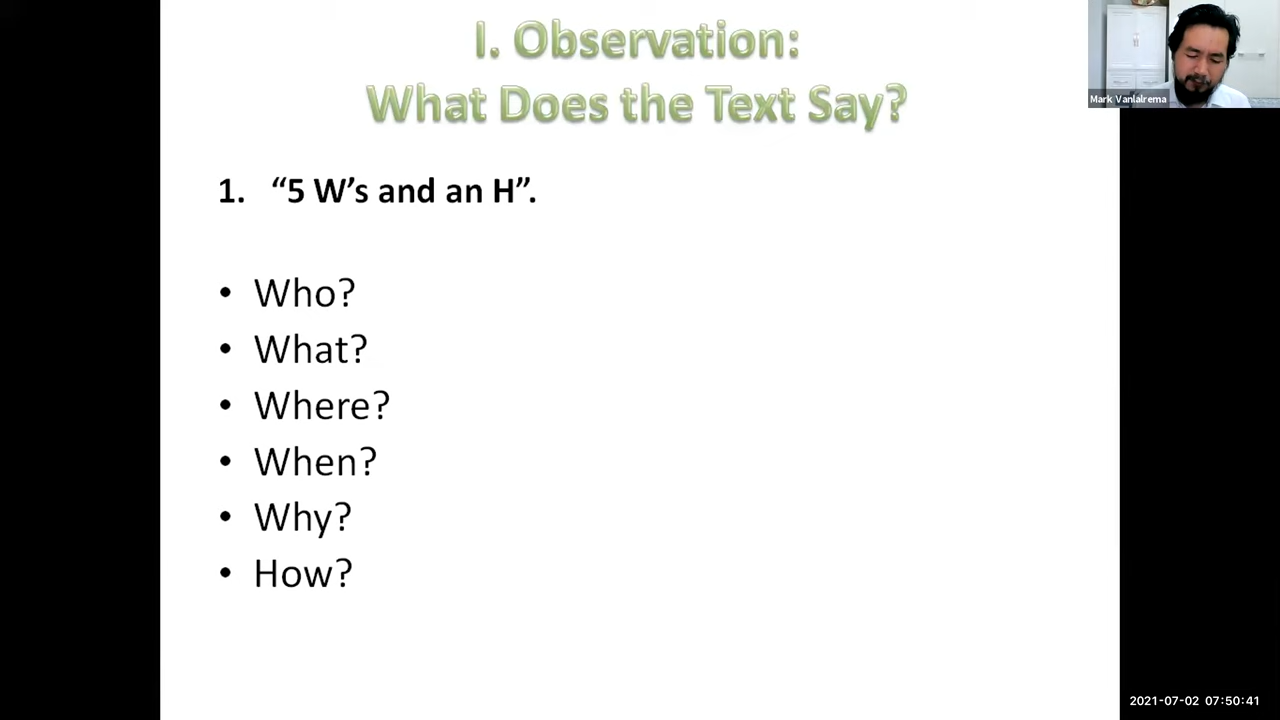 I. Observation:
What Does the Text Say?
Mark Vanlalrema
1. “5 W’s and an H”.
• Who?
• What?
• Where?
• When?
• Why?
• How?
2021-07-02 07:50:41